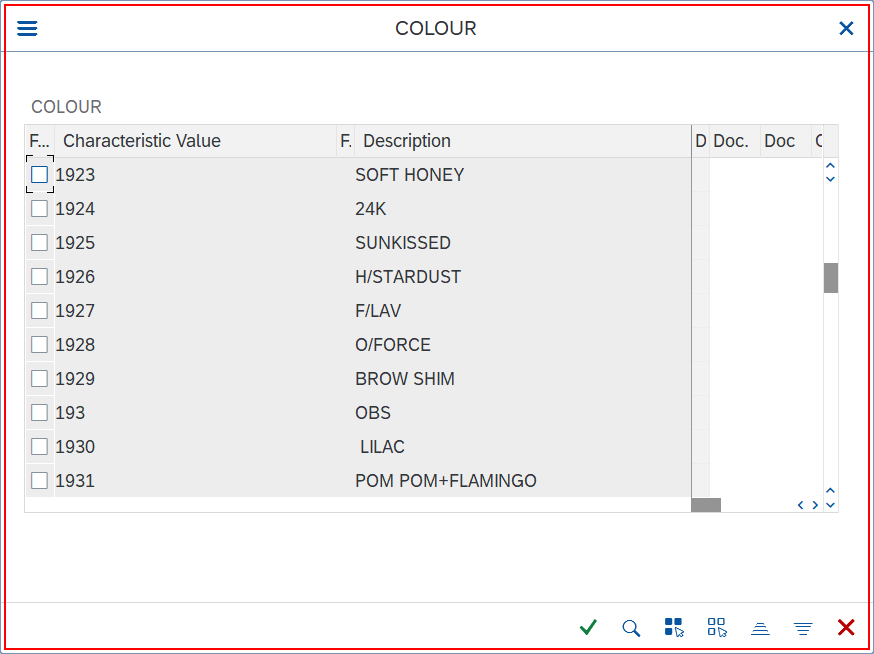 COLOUR
COLOUR
F... Characteristic Value F. Description D Doc. Doc
1923 SOFT HONEY
1924 24K
1925 SUNKISSED
1926 H/STARDUST
1927 F/LAV
1928 O/FORCE
1929 BROW SHIM
193 OBS
1930 LILAC
1931 POM POM+FLAMINGO